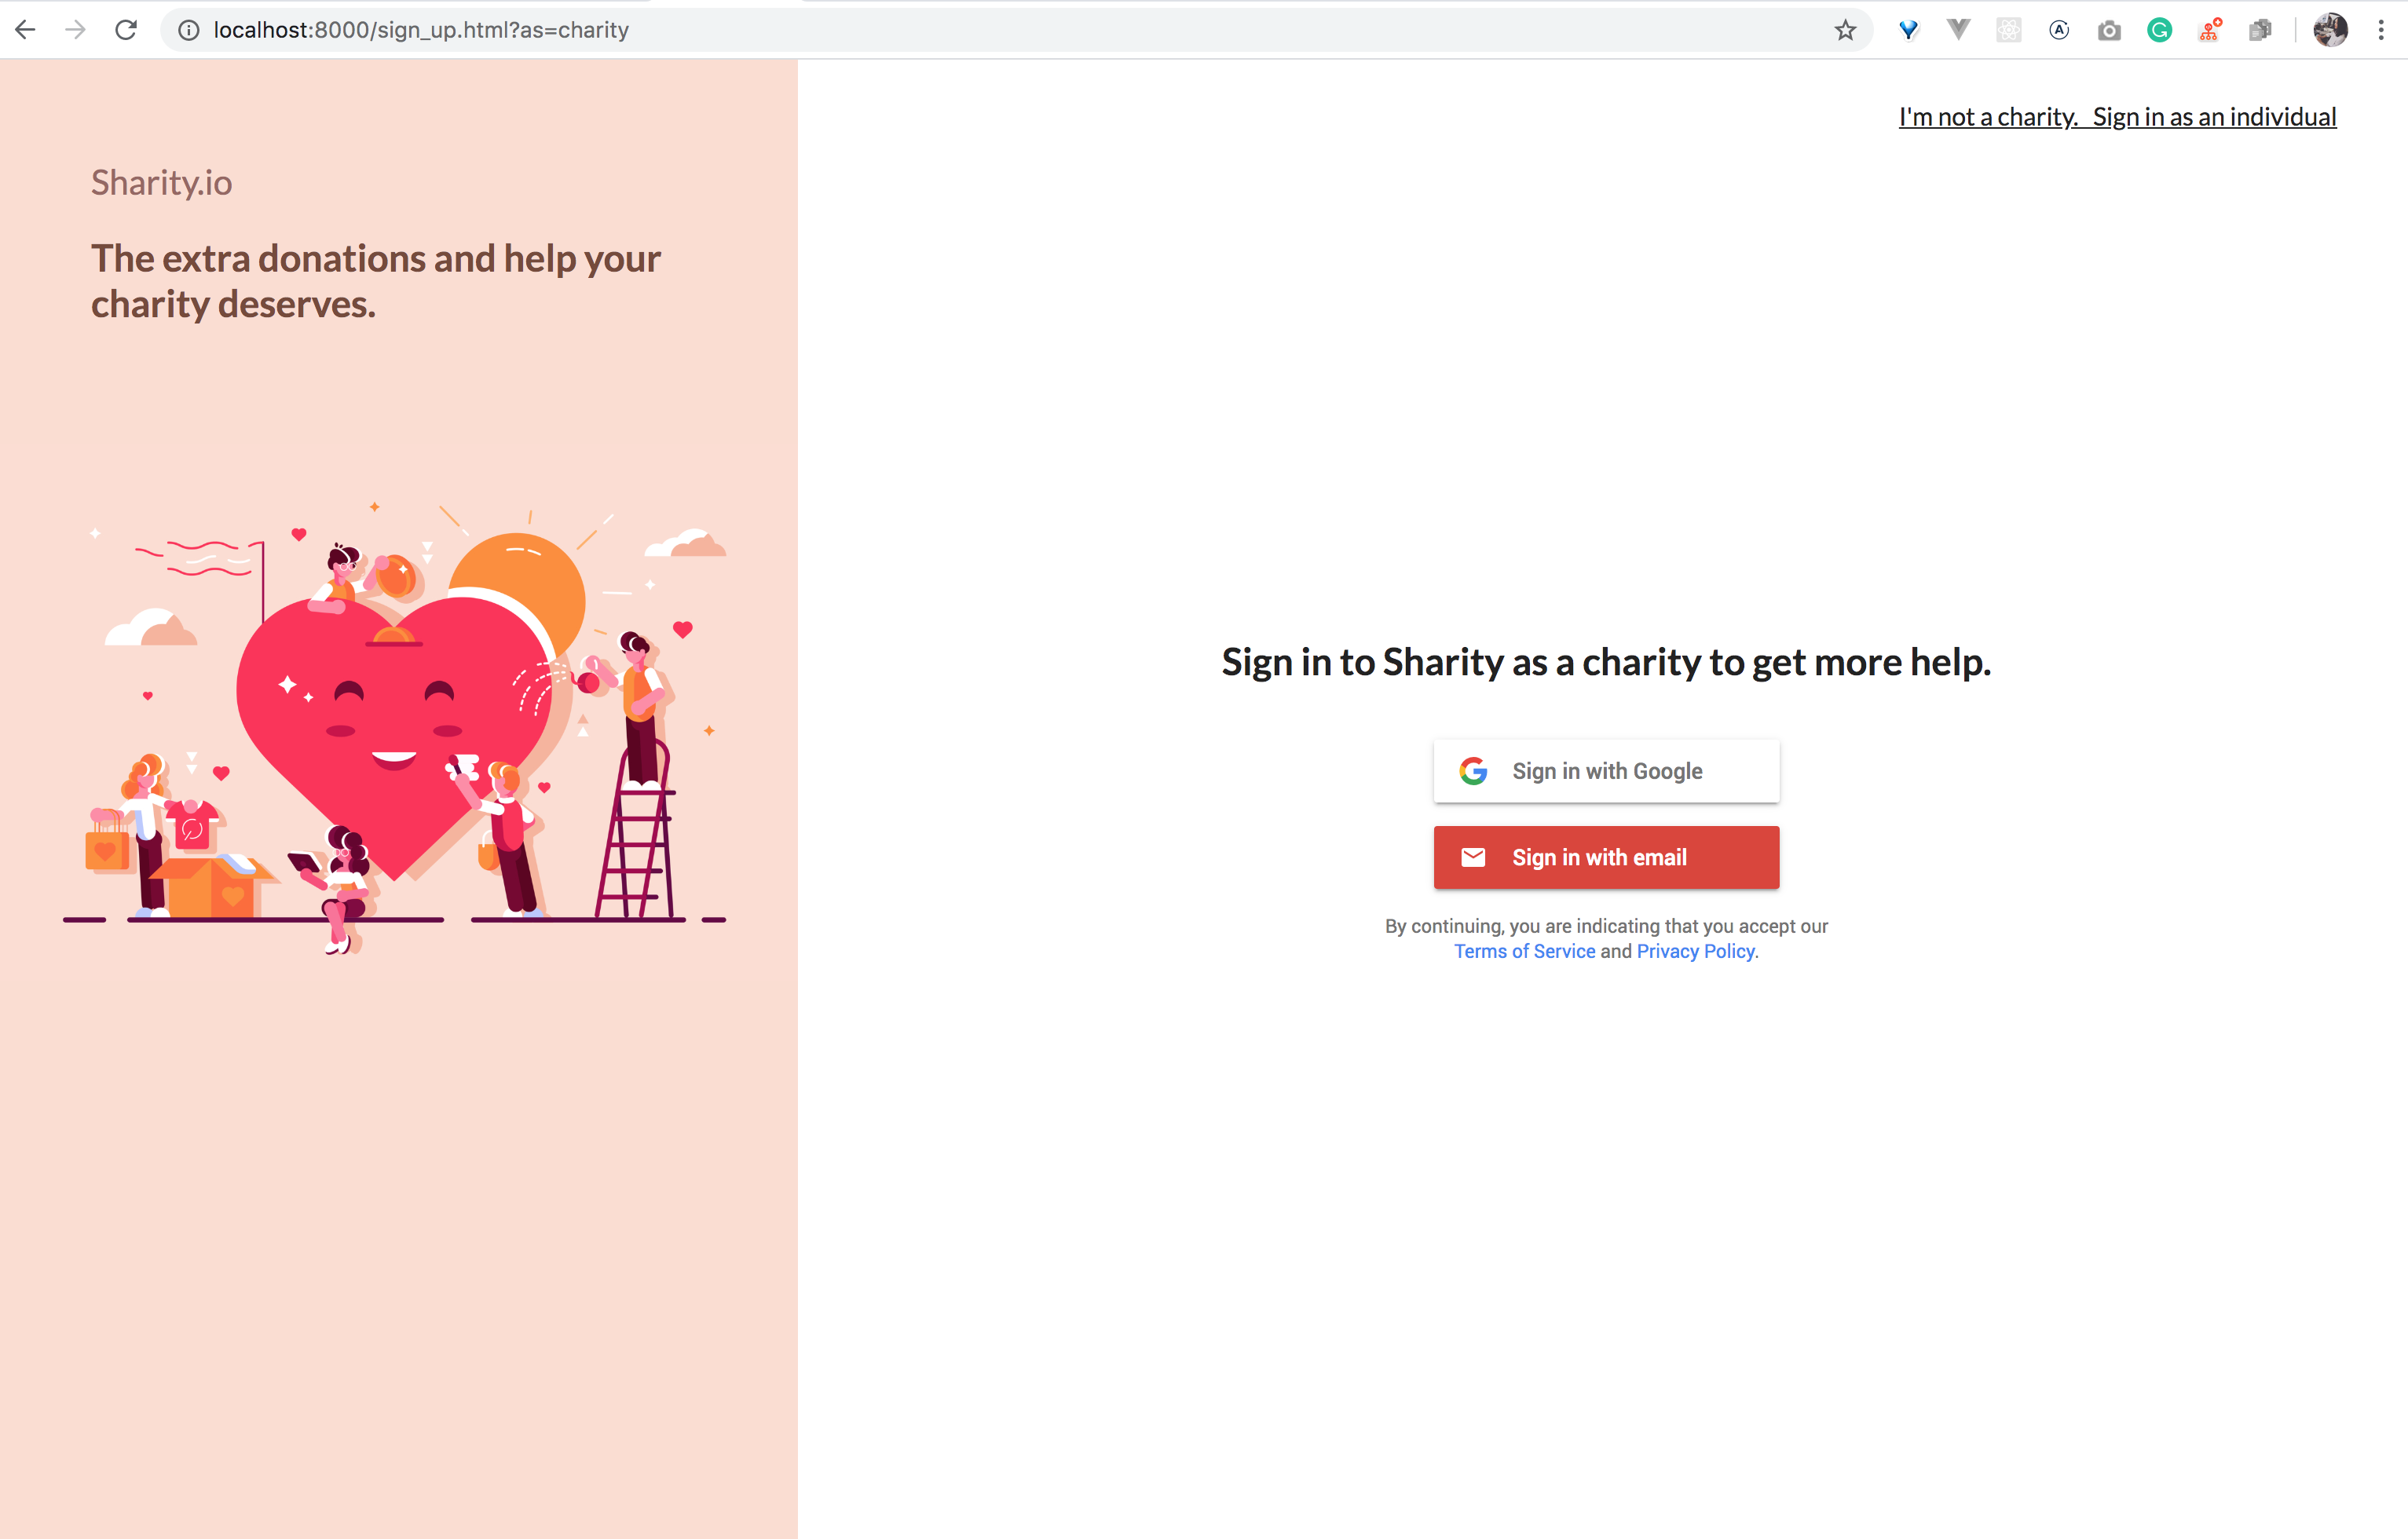 localhost:8000/sign_up.html?as=charity
I'm not a charity. Sign in as an individual
Sharity.io
The extra donations and help your
charity deserves.
Sign in to Sharity as a charity to get more help.
Sign in with Google
Sign in with email
By continuing, you are indicating that you accept our
Terms of Service and Privacy Policy.